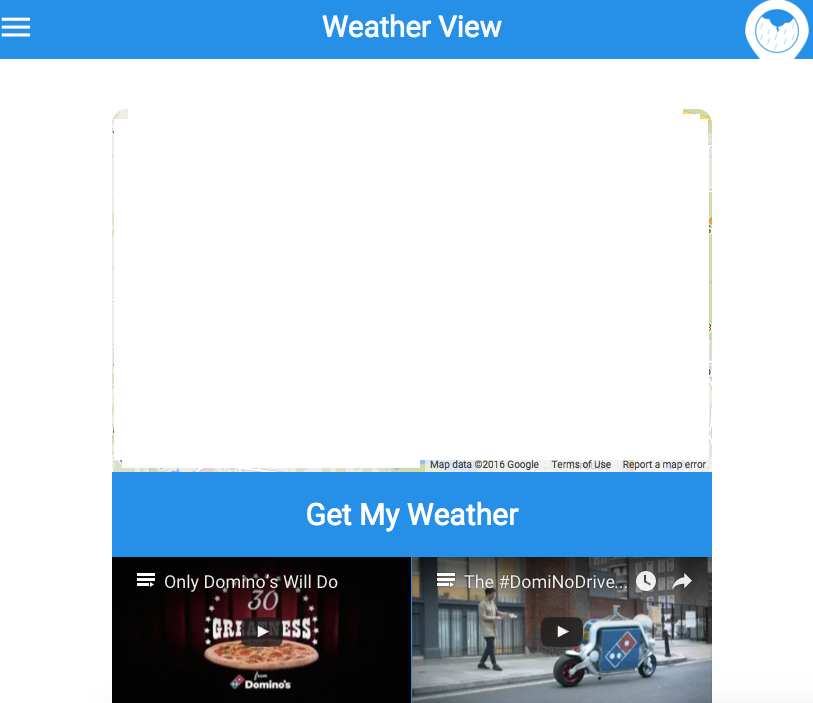 Weather View
Map data ©2016 Google Terms of Use Report a map error
Get My Weather
Only Domino's Will Do
The #DomiNoDrive...
30
GREATNESS
from
Domino's